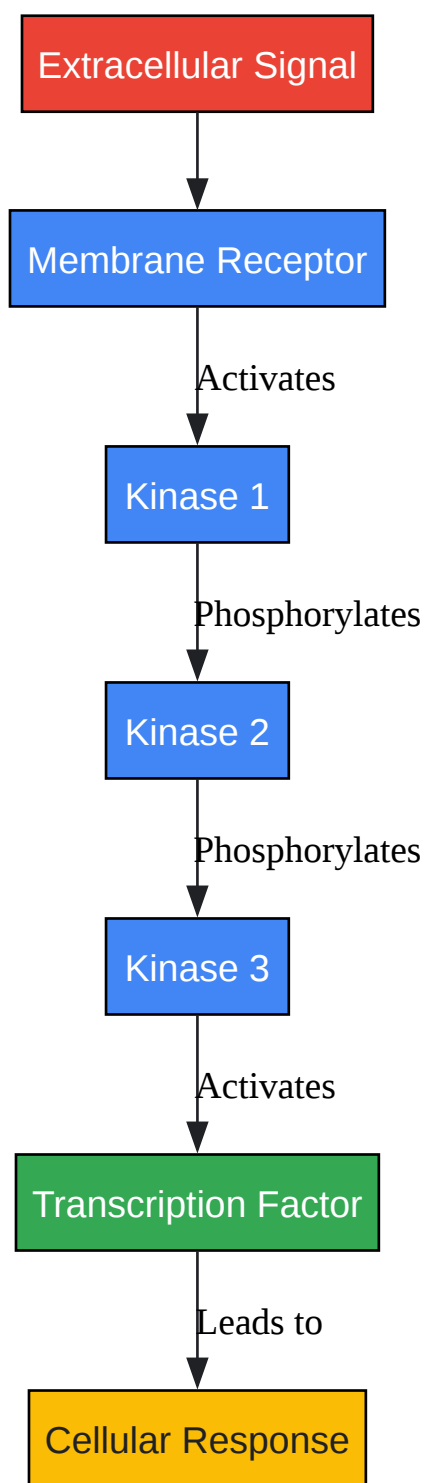 Extracellular Signal
Membrane Receptor
Activates
Kinase 1
Phosphorylates
Kinase 2
Phosphorylates
Kinase 3
Activates
Transcription Factor
Leads to
Cellular Response